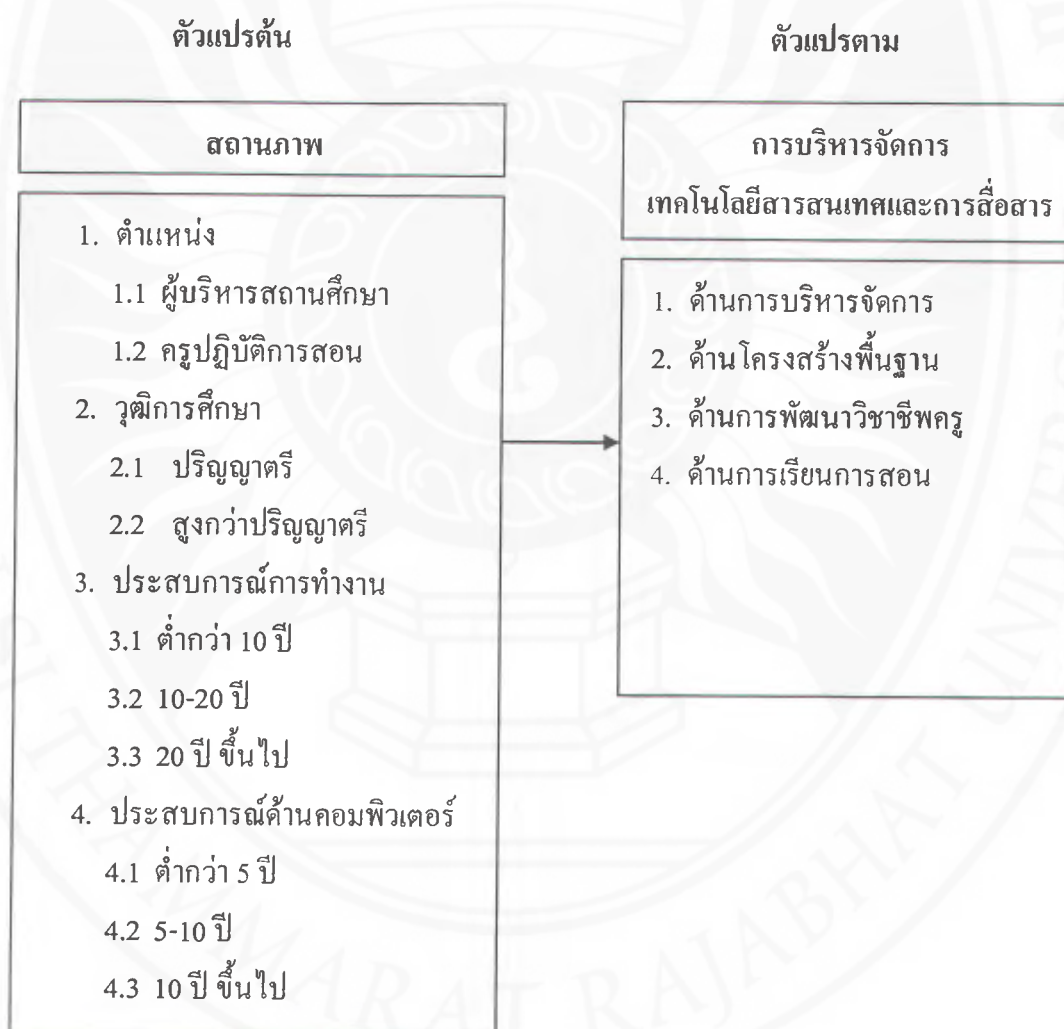 ตัวแปรต้น
ตัวแปรตาม
สถานภาพ
การบริหารจัดการ
เทคโนโลยีสารสนเทศและการสื่อสาร
1. ตำแหน่ง
1.1 ผู้บริหารสถานศึกษา
1.2 ครูปฏิบัติการสอน
2. วุฒิการศึกษา
2.1 ปริญญาตรี
2.2 สูงกว่าปริญญาตรี
3. ประสบการณ์การทำงาน
3.1 ต่ำกว่า 10 ปี
3.2 10-20 ปี
3.3 20 ปี ขึ้นไป
4. ประสบการณ์ด้านคอมพิวเตอร์
4.1 ต่ำกว่า 5 ปี
4.2 5-10 ปี
4.3 10 ปี ขึ้นไป
1. ด้านการบริหารจัดการ
2. ด้านโครงสร้างพื้นฐาน
3. ด้านการพัฒนาวิชาชีพครู
4. ด้านการเรียนการสอน